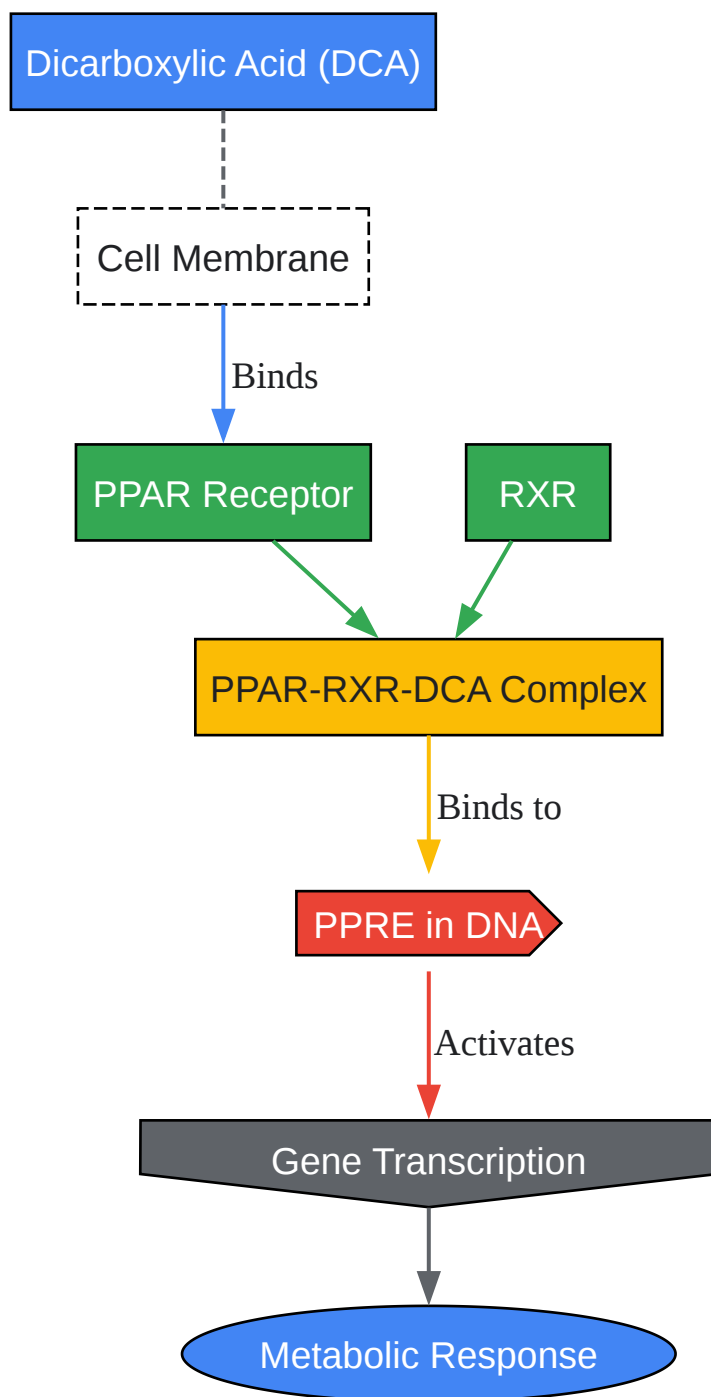 Dicarboxylic Acid (DCA)
Cell Membrane
Binds
PPAR Receptor
RXR
PPAR-RXR-DCA Complex
Binds to
PPRE in DNA
Activates
Gene Transcription
Metabolic Response